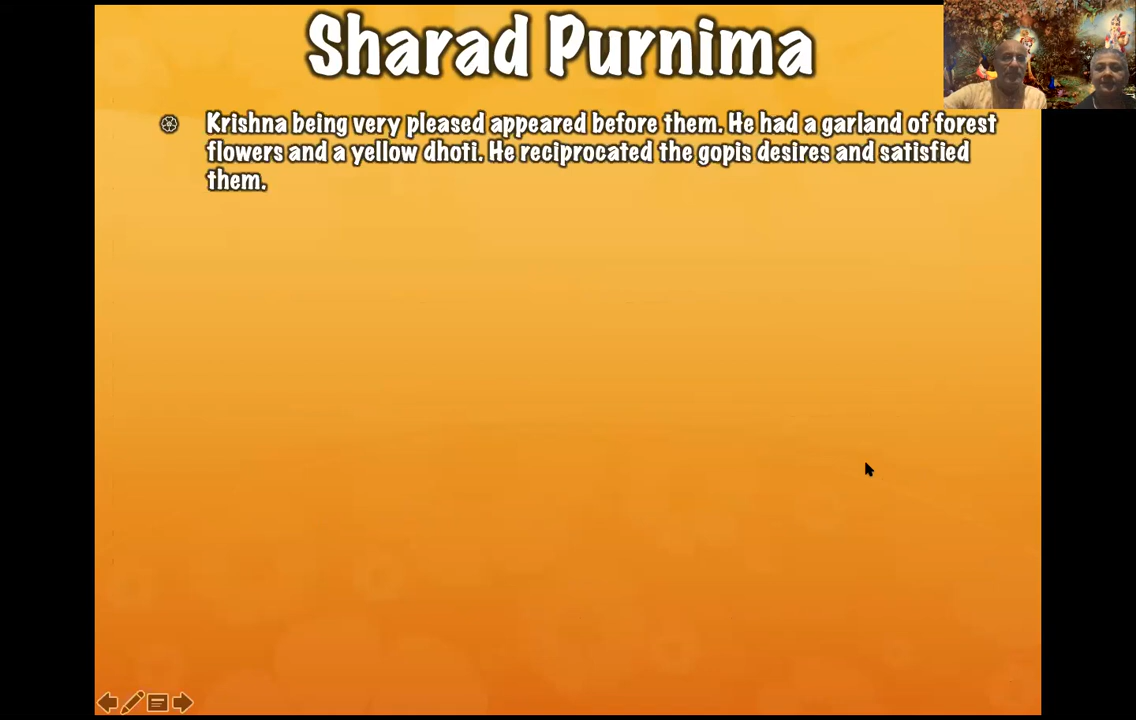 Sharad Purnima
Krishna being very pleased appeared before them. He had a garland of forest
flowers and a yellow dhoti. He reciprocated the gopis desires and satisfied
them.